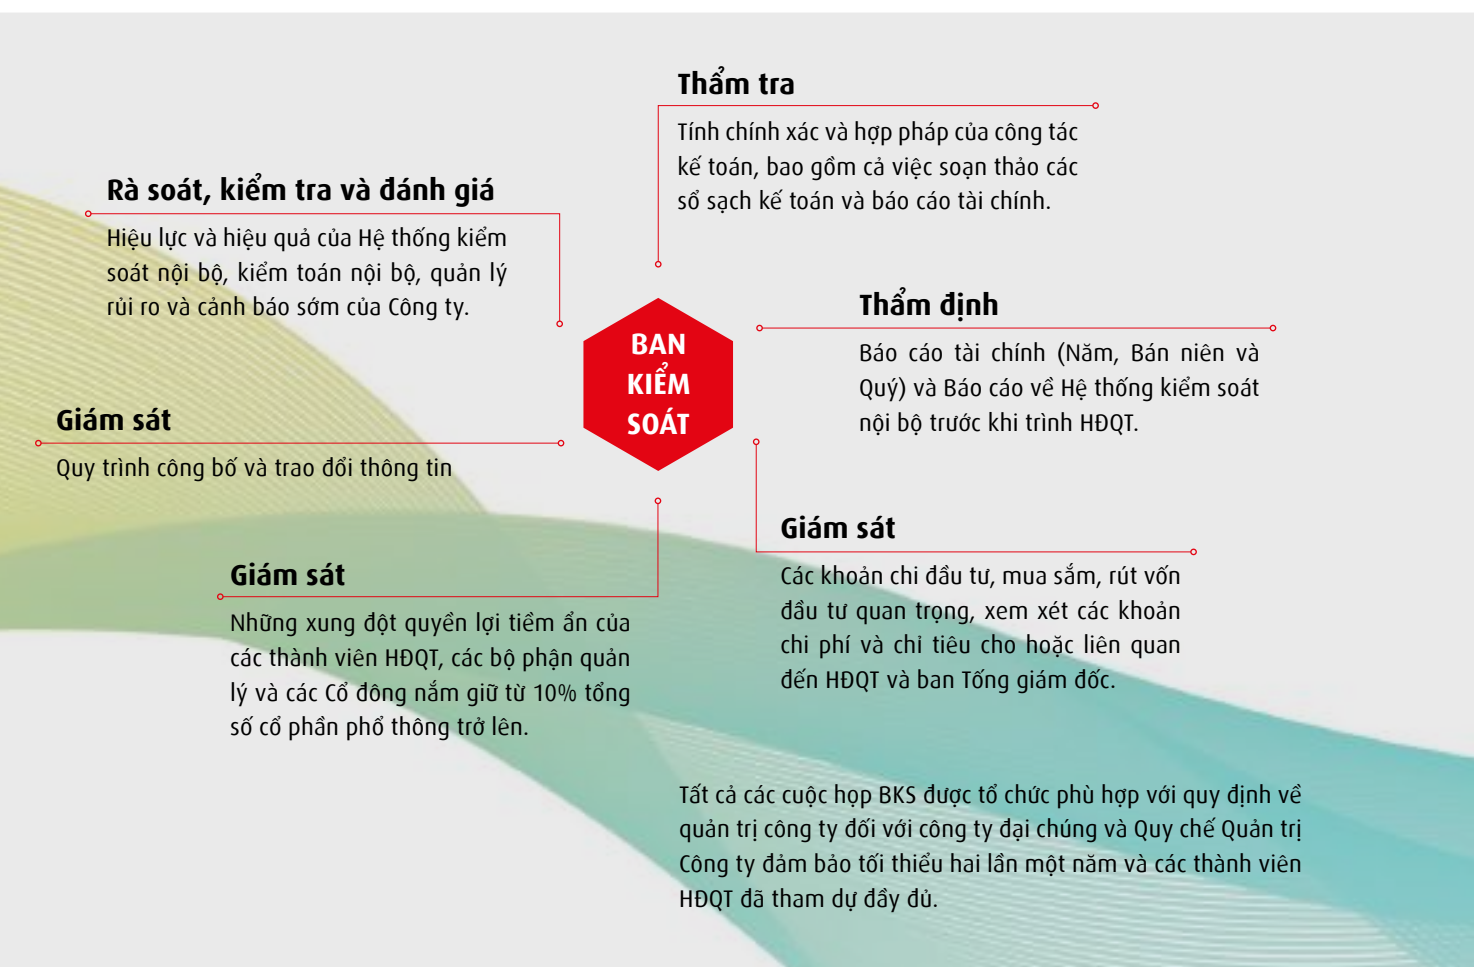 Thẩm tra
Tính chính xác và hợp pháp của công tác
kế toán, bao gồm cả việc soạn thảo các
sổ sạch kế toán và báo cáo tài chính.
Rà soát, kiểm tra và đánh giá
Hiệu lực và hiệu quả của Hệ thống kiểm
soát nội bộ, kiểm toán nội bộ, quản lý
rủi ro và cảnh báo sớm của Công ty.
Thẩm định
Báo cáo tài chính (Năm, Bán niên và
Quý) và Báo cáo về Hệ thống kiểm soát
nội bộ trước khi trình HĐQT.
BAN
KIỂM
SOÁT
Giám sát
Quy trình công bố và trao đổi thông tin
Giám sát
Các khoản chi đầu tư, mua sắm, rút vốn
đầu tư quan trọng, xem xét các khoản
chi phí và chỉ tiêu cho hoặc liên quan
đến HĐQT và ban Tống giám đốc.
Giám sát
Những xung đột quyền lợi tiềm ẩn của
các thành viên HĐQT, các bộ phận quản
lý và các Cổ đông nắm giữ từ 10% tổng
số cổ phần phổ thông trở lên.
Tất cả các cuộc họp BKS được tổ chức phù hợp với quy định về
quản trị công ty đối với công ty đại chúng và Quy chế Quản trị
Công ty đảm bảo tối thiểu hai lần một năm và các thành viên
HĐQT đã tham dự đầy đủ.